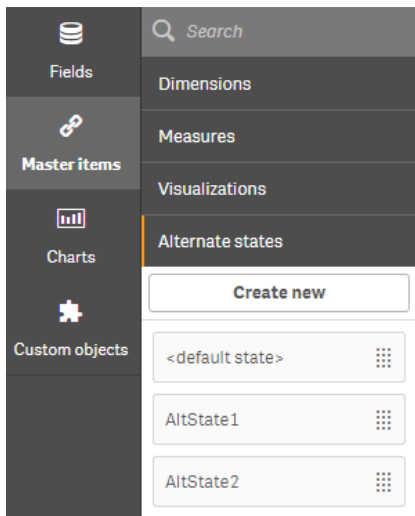 Fields
Master items
Charts
Custom objects
Search
Dimensions
Measures
Visualizations
Alternate states
Create new
<default state>
AltState1
AltState2